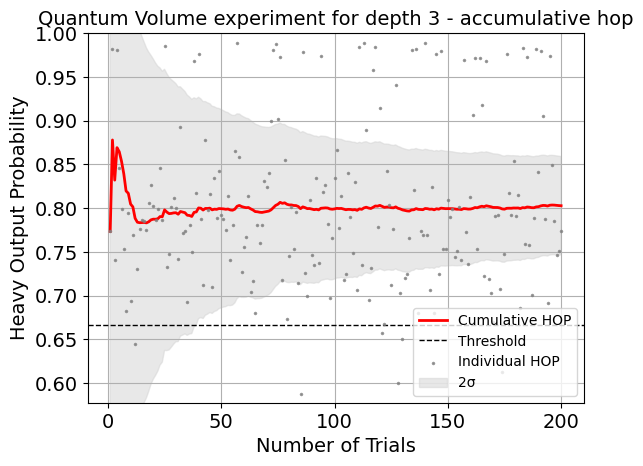 Quantum Volume experiment for depth 3 - accumulative hop
Heavy Output Probability
1.00
0.95
0.90
0.85
0.80
0.75
0.70
0.65
0.60
Cumulative HOP
Threshold
Individual HOP
2σ
0 50 100 150 200
Number of Trials